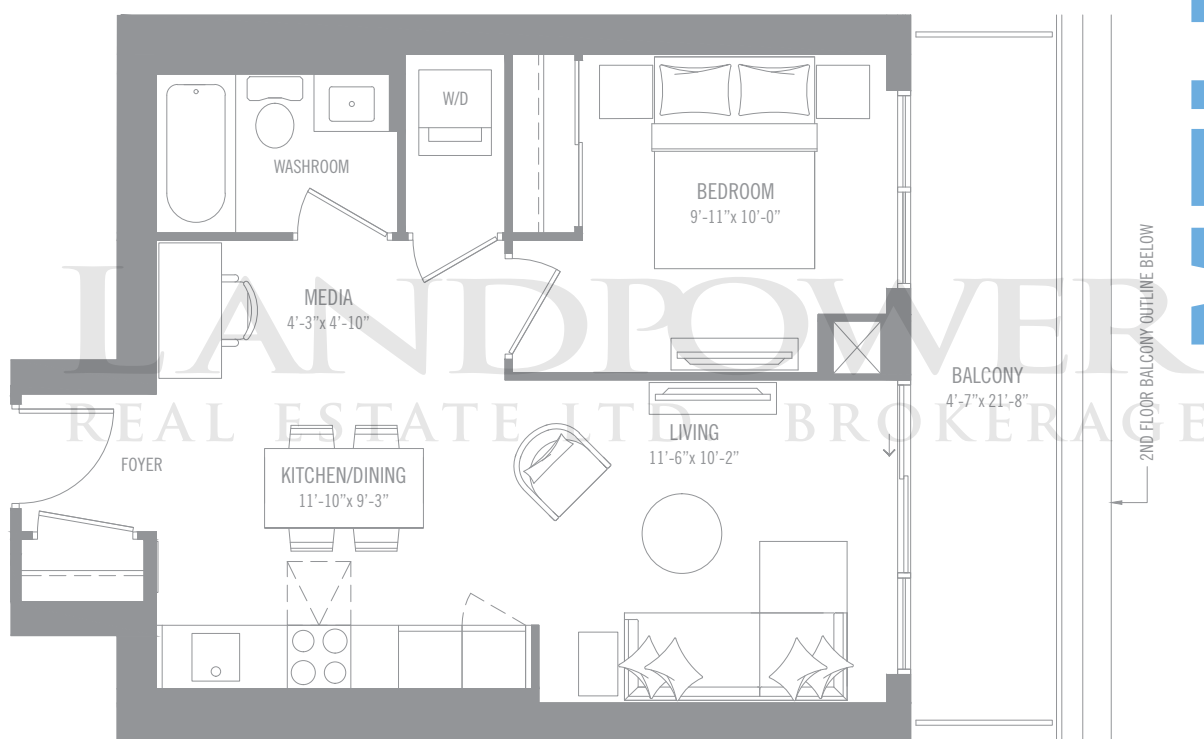 W/D
WASHROOM
BEDROOM
9’-11”x 10’-0”
MEDIA
4’-3”x 4’-10”
LANDPOWER
REAL ESTATE LTD. BROKERAGE
BALCONY
4’-7”x 21’-8”
2ND FLOOR BALCONY OUTLINE BELOW
FOYER
KITCHEN/DINING
11’-10”x 9’-3”
LIVING
11’-6”x 10’-2”